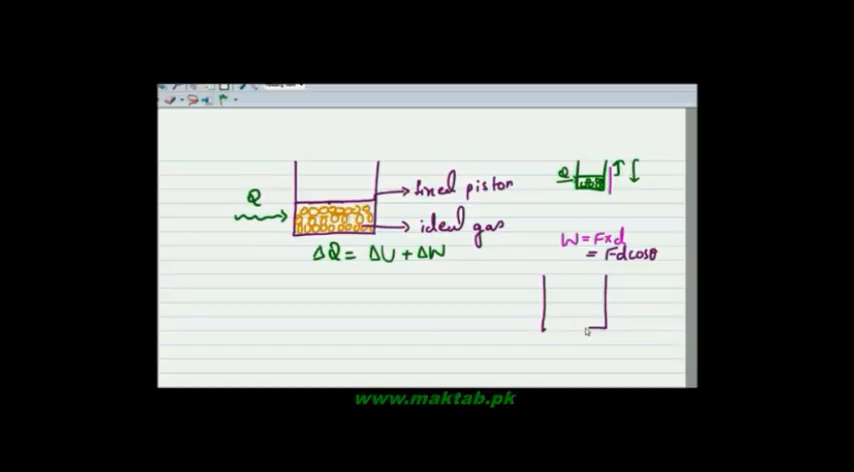 Q
fixed piston
ideal gas
ΔQ = ΔU + ΔW
Q
W = F×d
= Fdcosθ
www.maktab.pk